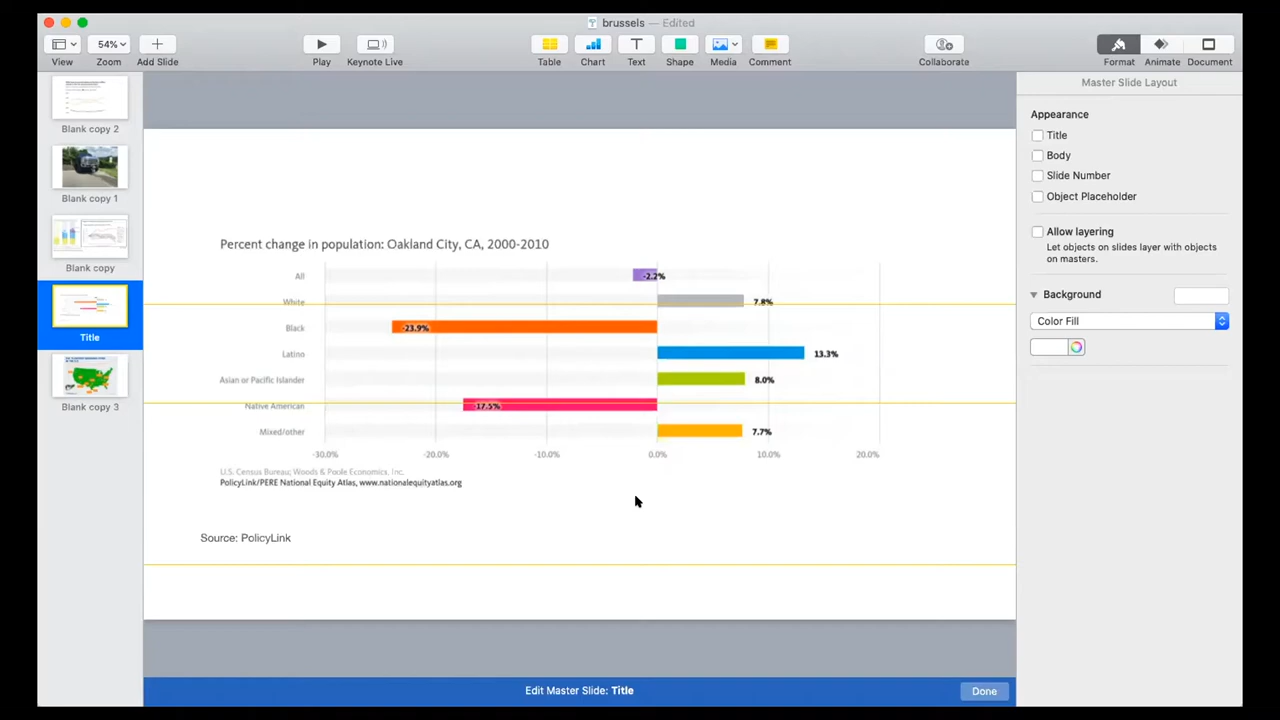 brussels — Edited
54%
View
Zoom
Add Slide
Play
Keynote Live
Table
Chart
Text
Shape
Media
Comment
Collaborate
Format
Animate
Document
Blank copy 2
Blank copy 1
Blank copy
Title
Blank copy 3
Percent change in population: Oakland City, CA, 2000-2010
All
-2.2%
White
7.8%
Black
-23.9%
Latino
13.3%
Asian or Pacific Islander
8.0%
Native American
-17.5%
Mixed/other
7.7%
-30.0%
-20.0%
-10.0%
0.0%
10.0%
20.0%
U.S. Census Bureau; Woods & Poole Economics, Inc.
PolicyLink/PERE National Equity Atlas, www.nationalequityatlas.org
Source: PolicyLink
Edit Master Slide: Title
Done
Master Slide Layout
Appearance
Title
Body
Slide Number
Object Placeholder
Allow layering
Let objects on slides layer with objects
on masters.
Background
Color Fill